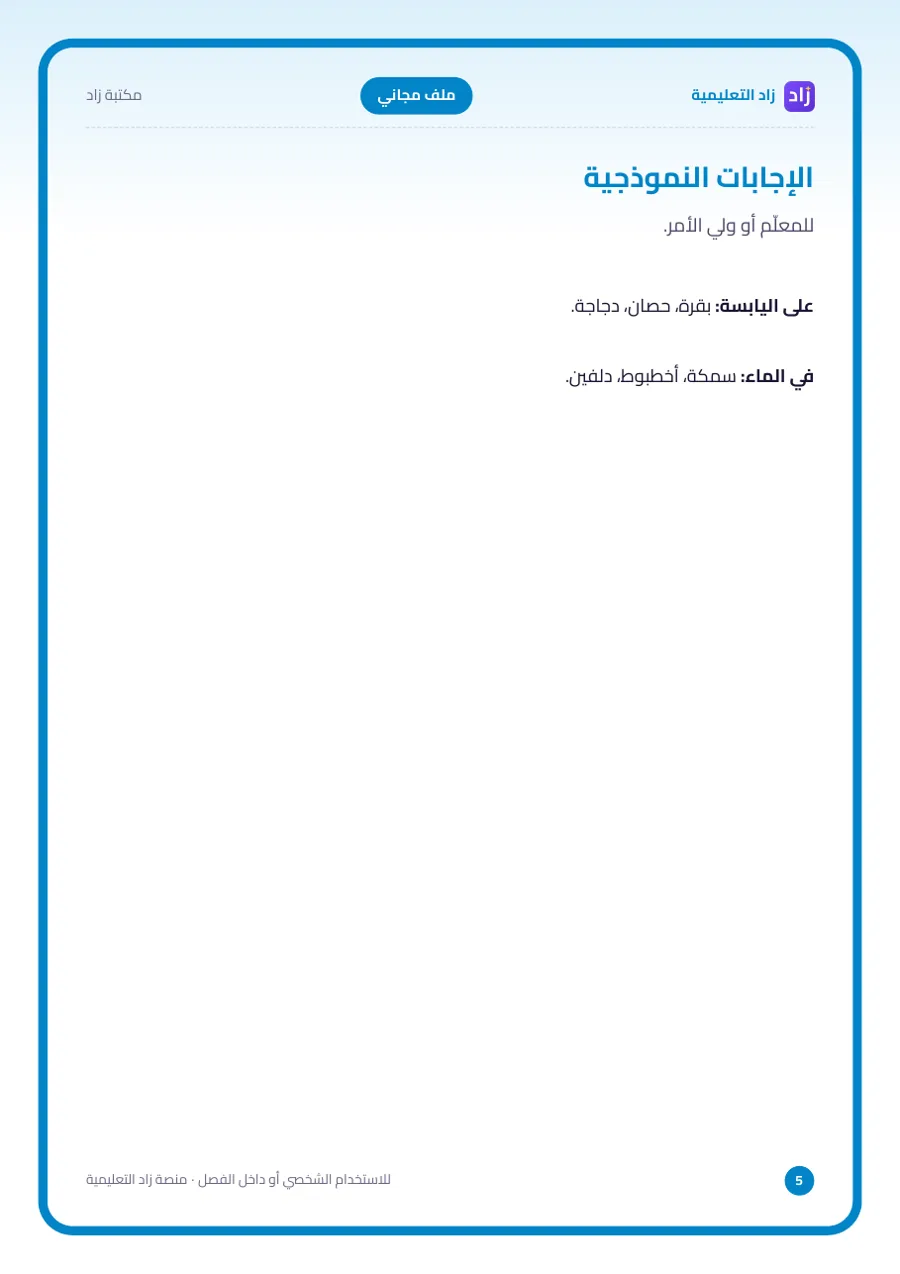 زاد زاد التعليمية
ملف مجاني
مكتبة زاد
الإجابات النموذجية
للمعلّم أو ولي الأمر.
على اليابسة: بقرة، حصان، دجاجة.
في الماء: سمكة، أخطبوط، دلفين.
5
للاستخدام الشخصي أو داخل الفصل · منصة زاد التعليمية